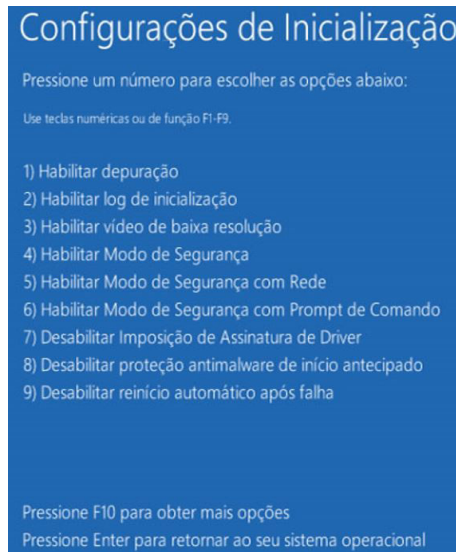 Configurações de Inicialização
Pressione um número para escolher as opções abaixo:
Use teclas numéricas ou de função F1-F9.
1) Habilitar depuração
2) Habilitar log de inicialização
3) Habilitar vídeo de baixa resolução
4) Habilitar Modo de Segurança
5) Habilitar Modo de Segurança com Rede
6) Habilitar Modo de Segurança com Prompt de Comando
7) Desabilitar Imposição de Assinatura de Driver
8) Desabilitar proteção antimalware de início antecipado
9) Desabilitar reinício automático após falha
Pressione F10 para obter mais opções
Pressione Enter para retornar ao seu sistema operacional